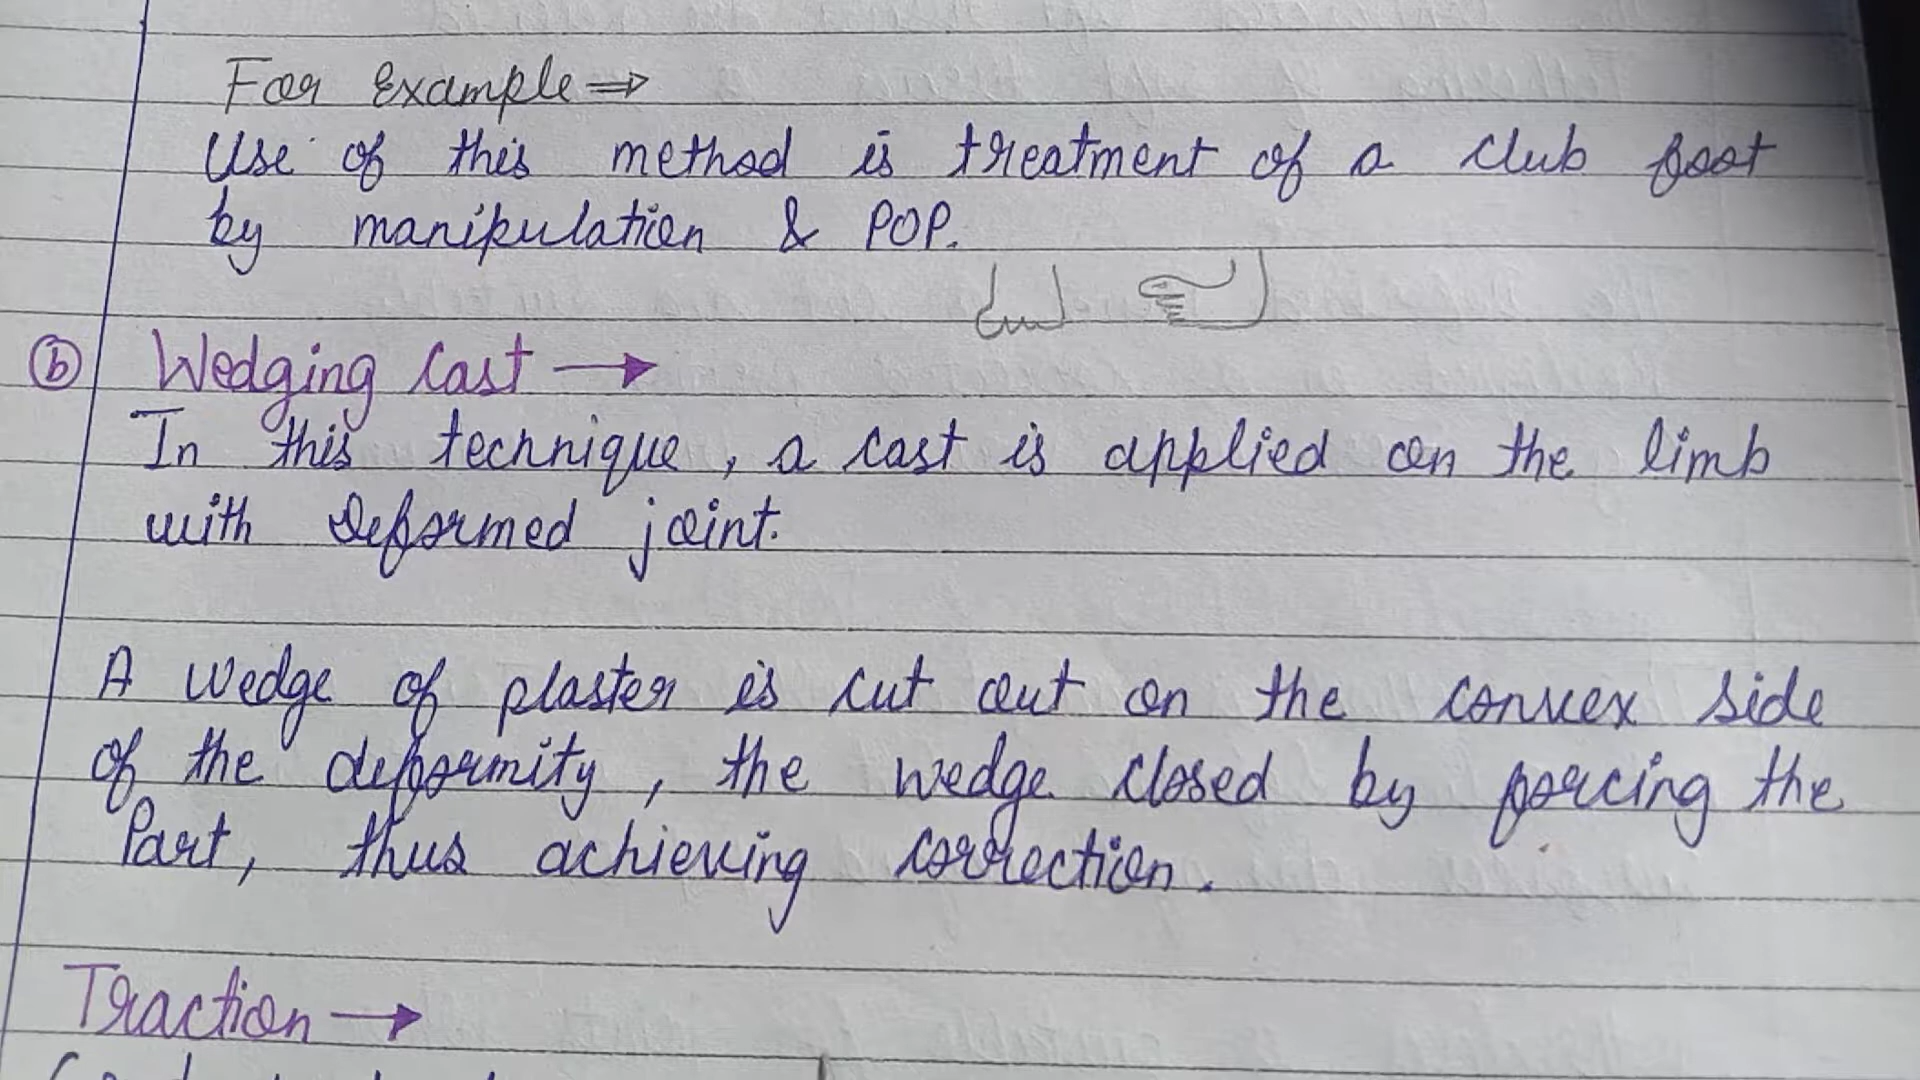 For Example ⇒
Use of this method is treatment of a club foot
by manipulation & POP.
(b) Wedging Cast →
In this technique, a cast is applied on the limb
with deformed joint.
A wedge of plaster is cut out on the convex side
of the deformity, the wedge closed by forcing the
Part, thus achieving correction.
Traction →